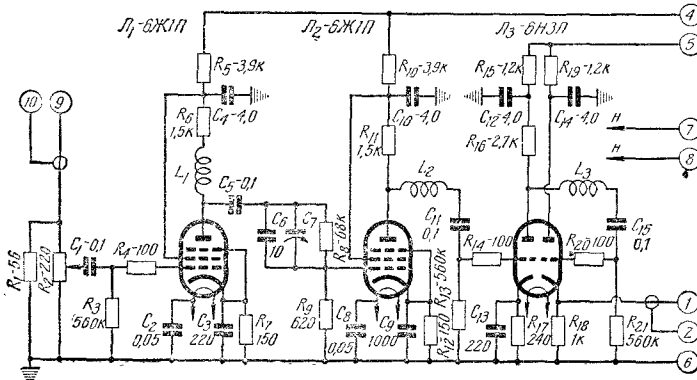 Л₁-6Ж1П
Л₂-6Ж1П
Л₃-6Н3П
4
5
R₅-3,9к
R₁₀-3,9к
R₁₅-1,2к
R₁₉-1,2к
10
9
C₄-4,0
C₁₀-4,0
C₁₂-4,0
C₁₄-4,0
R₆
1,5к
R₁₁
1,5к
R₁₆-2,7к
н
7
н
8
L₁
L₂
L₃
C₅-0,1
C₆
10
C₇
R₈
68к
C₁₁
0,1
C₁₅
0,1
C₁-0,1
R₄-100
R₁₄-100
R₂₀-100
R₁-56
R₂-220
R₃
560к
C₂
0,05
C₃
220
R₇
150
R₉
620
C₈
0,05
C₉
1000
R₁₂-150
R₁₃-560к
C₁₃
220
R₁₇
240
R₁₈
1к
R₂₁
560к
1
2
6